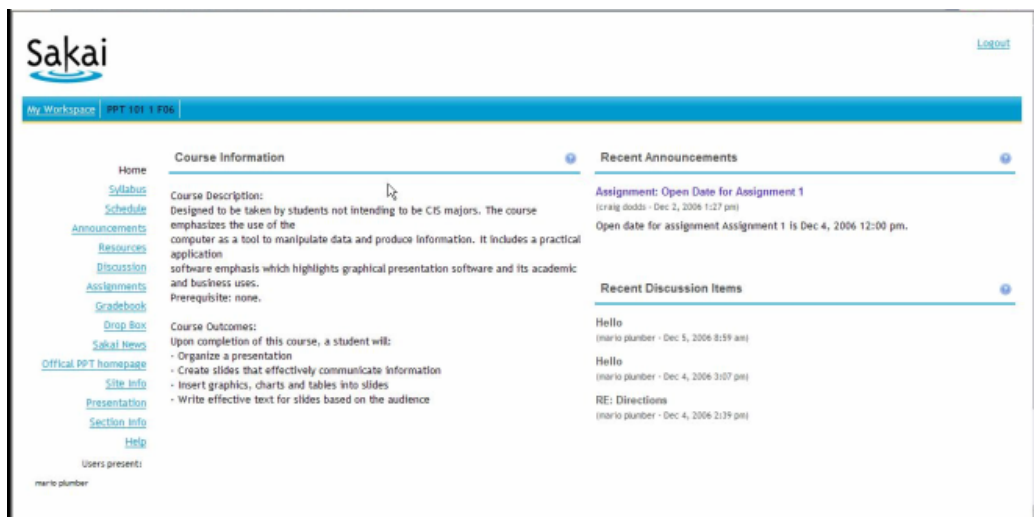 Sakai
Logout
My Workspace
PPT 101 1 F06
Home
Syllabus
Schedule
Announcements
Resources
Discussion
Assignments
Gradebook
Drop Box
Sakai News
Offical PPT homepage
Site Info
Presentation
Section Info
Help
Users present:
mario plumber
Course Information
Course Description:
Designed to be taken by students not intending to be CIS majors. The course
emphasizes the use of the
computer as a tool to manipulate data and produce information. It includes a practical
application
software emphasis which highlights graphical presentation software and its academic
and business uses.
Prerequisite: none.
Course Outcomes:
Upon completion of this course, a student will:
- Organize a presentation
- Create slides that effectively communicate information
- Insert graphics, charts and tables into slides
- Write effective text for slides based on the audience
Recent Announcements
Assignment: Open Date for Assignment 1
(craig dodds - Dec 2, 2006 1:27 pm)
Open date for assignment Assignment 1 is Dec 4, 2006 12:00 pm.
Recent Discussion Items
Hello
(mario plumber - Dec 5, 2006 8:59 am)
Hello
(mario plumber - Dec 4, 2006 3:07 pm)
RE: Directions
(mario plumber - Dec 4, 2006 2:39 pm)